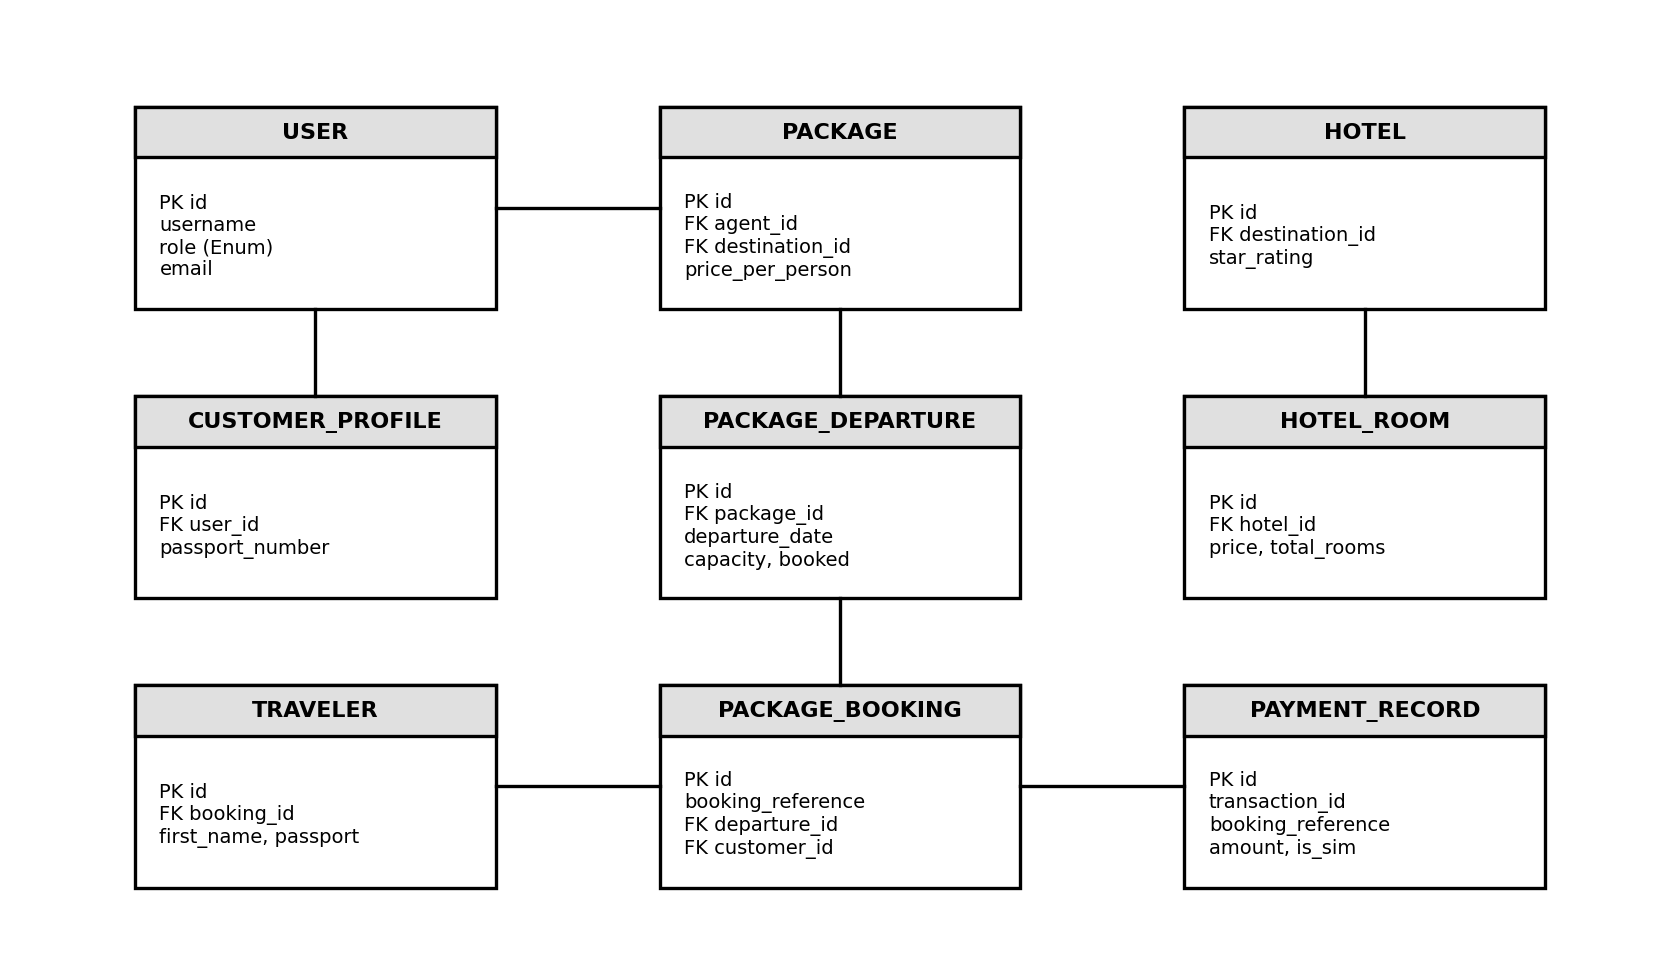 USER
PK id
username
role (Enum)
email
PACKAGE
PK id
FK agent_id
FK destination_id
price_per_person
HOTEL
PK id
FK destination_id
star_rating
CUSTOMER_PROFILE
PK id
FK user_id
passport_number
PACKAGE_DEPARTURE
PK id
FK package_id
departure_date
capacity, booked
HOTEL_ROOM
PK id
FK hotel_id
price, total_rooms
TRAVELER
PK id
FK booking_id
first_name, passport
PACKAGE_BOOKING
PK id
booking_reference
FK departure_id
FK customer_id
PAYMENT_RECORD
PK id
transaction_id
booking_reference
amount, is_sim